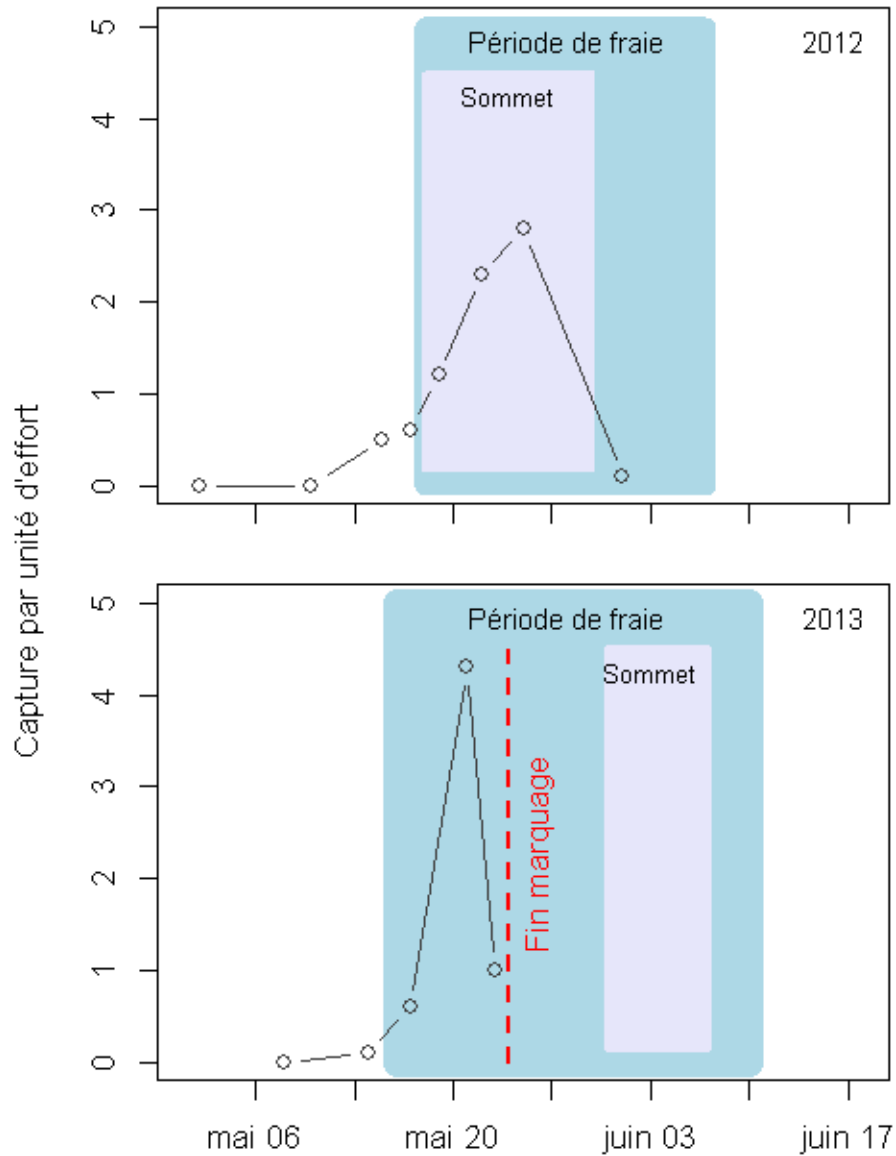 Capture par unité d'effort
Période de fraie
2012
Sommet
5
4
3
2
1
0
Période de fraie
2013
Sommet
Fin marquage
5
4
3
2
1
0
mai 06
mai 20
juin 03
juin 17